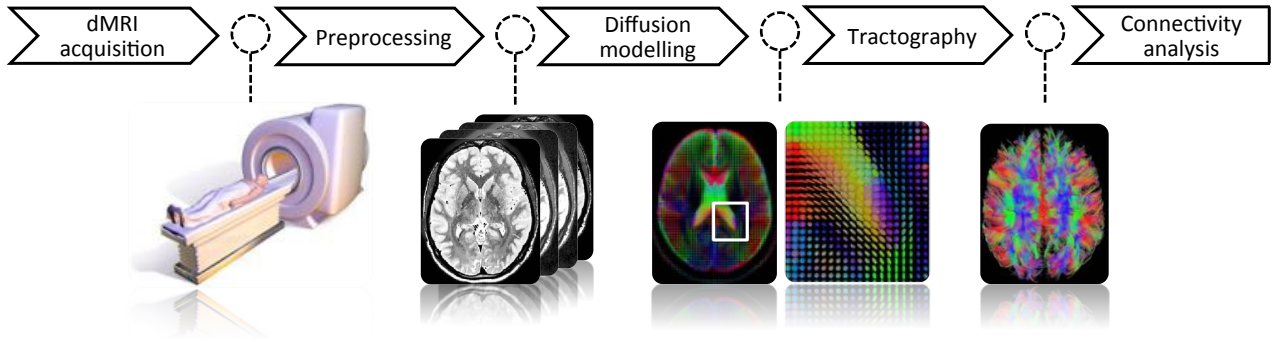 dMRI
acquisition
Preprocessing
Diffusion
modelling
Tractography
Connectivity
analysis